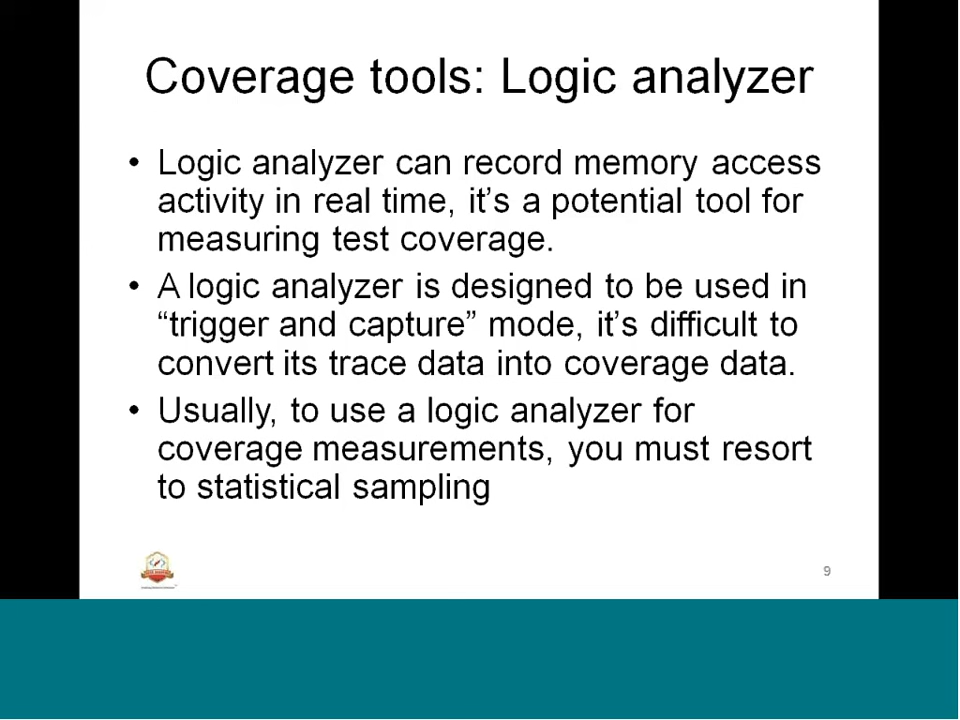 Coverage tools: Logic analyzer
• Logic analyzer can record memory access
activity in real time, it’s a potential tool for
measuring test coverage.
• A logic analyzer is designed to be used in
“trigger and capture” mode, it’s difficult to
convert its trace data into coverage data.
• Usually, to use a logic analyzer for
coverage measurements, you must resort
to statistical sampling
9